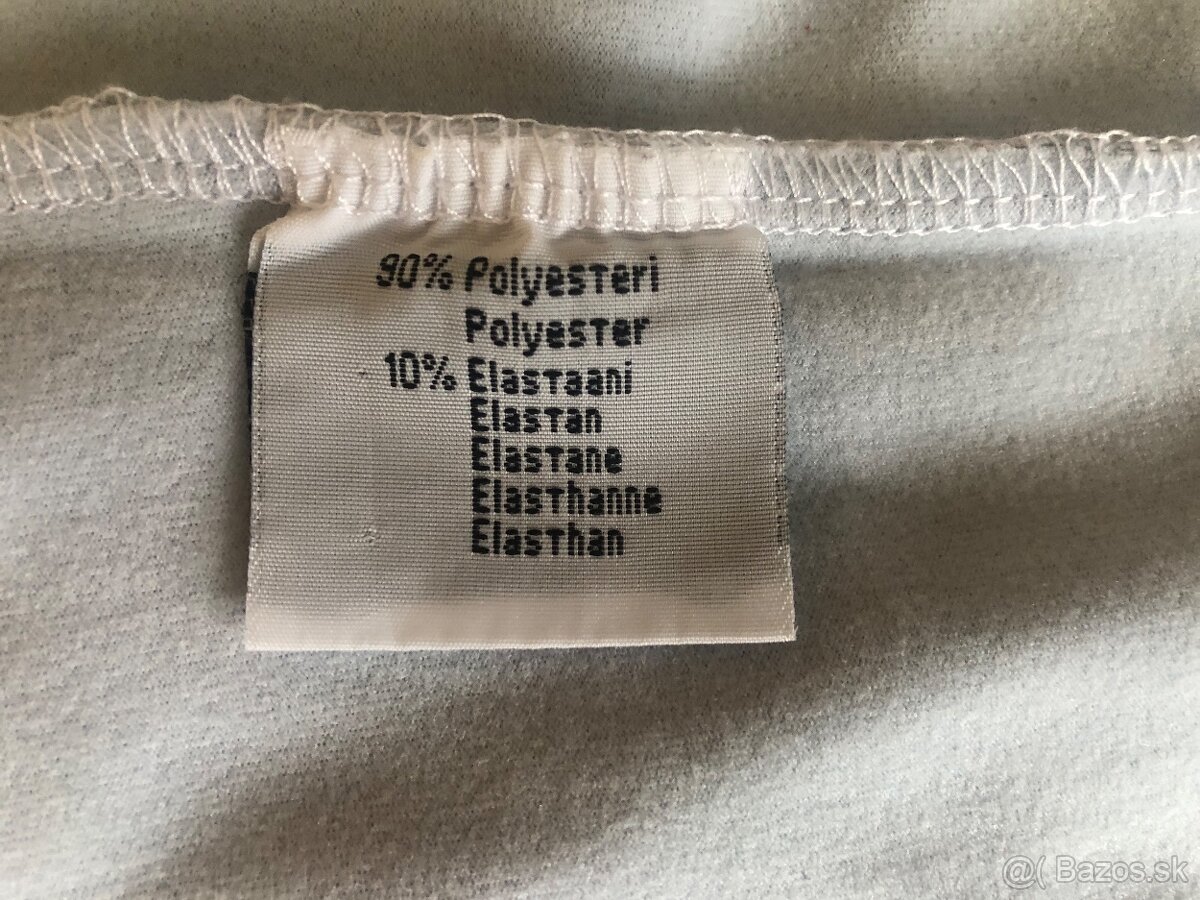 90% Polyesteri
Polyester
10% Elastaani
Elastan
Elastane
Elasthanne
Elasthan
@( Bazos.sk